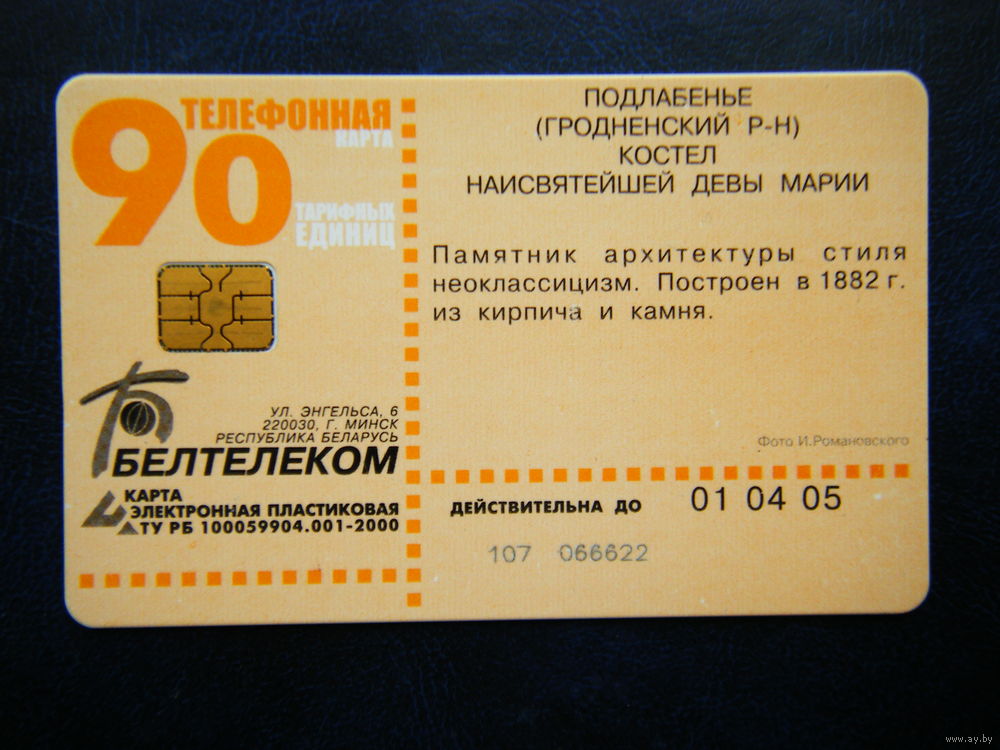 90
ТЕЛЕФОННАЯ
КАРТА
ТАРИФНЫХ
ЕДИНИЦ
УЛ. ЭНГЕЛЬСА, 6
220030, Г. МИНСК
РЕСПУБЛИКА БЕЛАРУСЬ
БЕЛТЕЛЕКОМ
КАРТА
ЭЛЕКТРОННАЯ ПЛАСТИКОВАЯ
ТУ РБ 100059904.001-2000
ПОДЛАБЕНЬЕ
(ГРОДНЕНСКИЙ Р-Н)
КОСТЕЛ
НАИСВЯТЕЙШЕЙ ДЕВЫ МАРИИ
Памятник архитектуры стиля
неоклассицизм. Построен в 1882 г.
из кирпича и камня.
Фото И.Романовского
ДЕЙСТВИТЕЛЬНА ДО 01 04 05
107 066622
www.ay.by